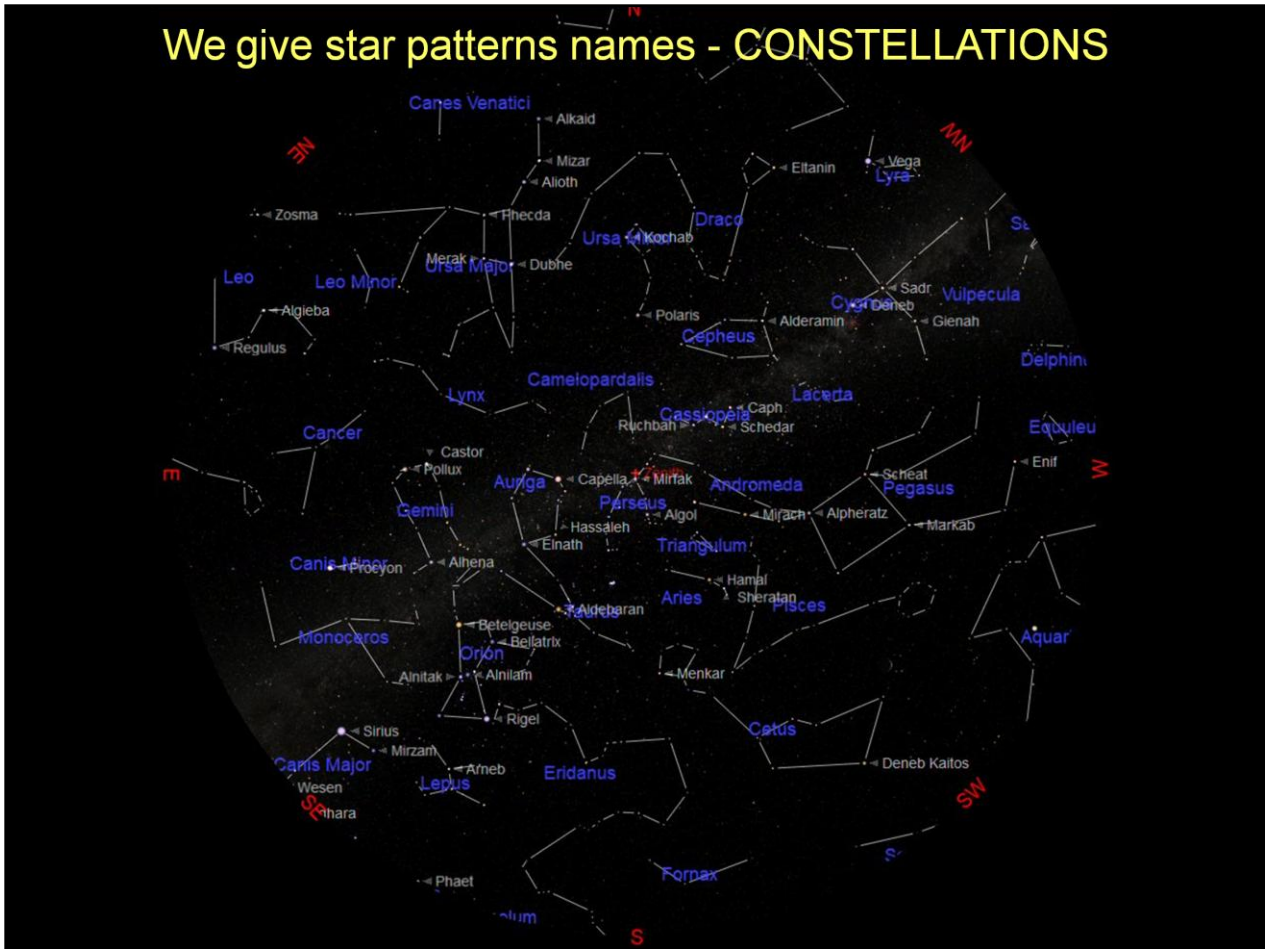 N
We give star patterns names - CONSTELLATIONS
Canes Venatici
Alkaid
NE
NW
Mizar
Eltanin
Vega
Lyra
Alioth
Zosma
Phecda
Draco
Ursa Minor
Kochab
Merak
Ursa Major
Dubhe
Leo
Leo Minor
Sadr
Cygnus
Deneb
Vulpecula
Algieba
Polaris
Alderamin
Gienah
Cepheus
Regulus
Delphinu
Camelopardalis
Lynx
Lacerta
Caph
Cassiopeia
Ruchbah
Schedar
Equuleu
Cancer
Castor
Pollux
Enif
E
W
Zenith
Auriga
Capella
Mirfak
Andromeda
Scheat
Pegasus
Gemini
Perseus
Algol
Mirach
Alpheratz
Markab
Hassaleh
Elnath
Triangulum
Canis Minor
Procyon
Alhena
Hamal
Aries
Sheratan
Pisces
Aldebaran
Taurus
Betelgeuse
Monoceros
Bellatrix
Aquar
Orion
Alnitak
Alnilam
Menkar
Rigel
Sirius
Cetus
Mirzam
Canis Major
Arneb
Eridanus
Deneb Kaitos
Lepus
Wesen
SE
SW
hara
Fornax
Phaet
S